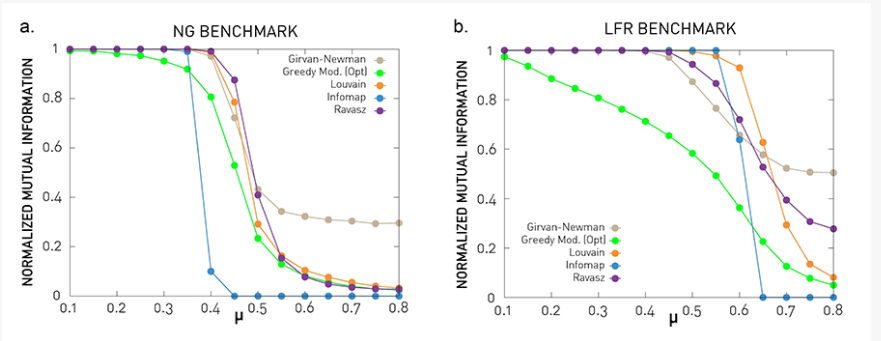 a.
NG BENCHMARK
NORMALIZED MUTUAL INFORMATION
1
0.8
0.6
0.4
0.2
0
Girvan-Newman
Greedy Mod. (Opt)
Louvain
Infomap
Ravasz
0.1 0.2 0.3 0.4 0.5 0.6 0.7 0.8
μ
b.
LFR BENCHMARK
NORMALIZED MUTUAL INFORMATION
1
0.8
0.6
0.4
0.2
0
Girvan-Newman
Greedy Mod. (Opt)
Louvain
Infomap
Ravasz
0.1 0.2 0.3 0.4 0.5 0.6 0.7 0.8
μ